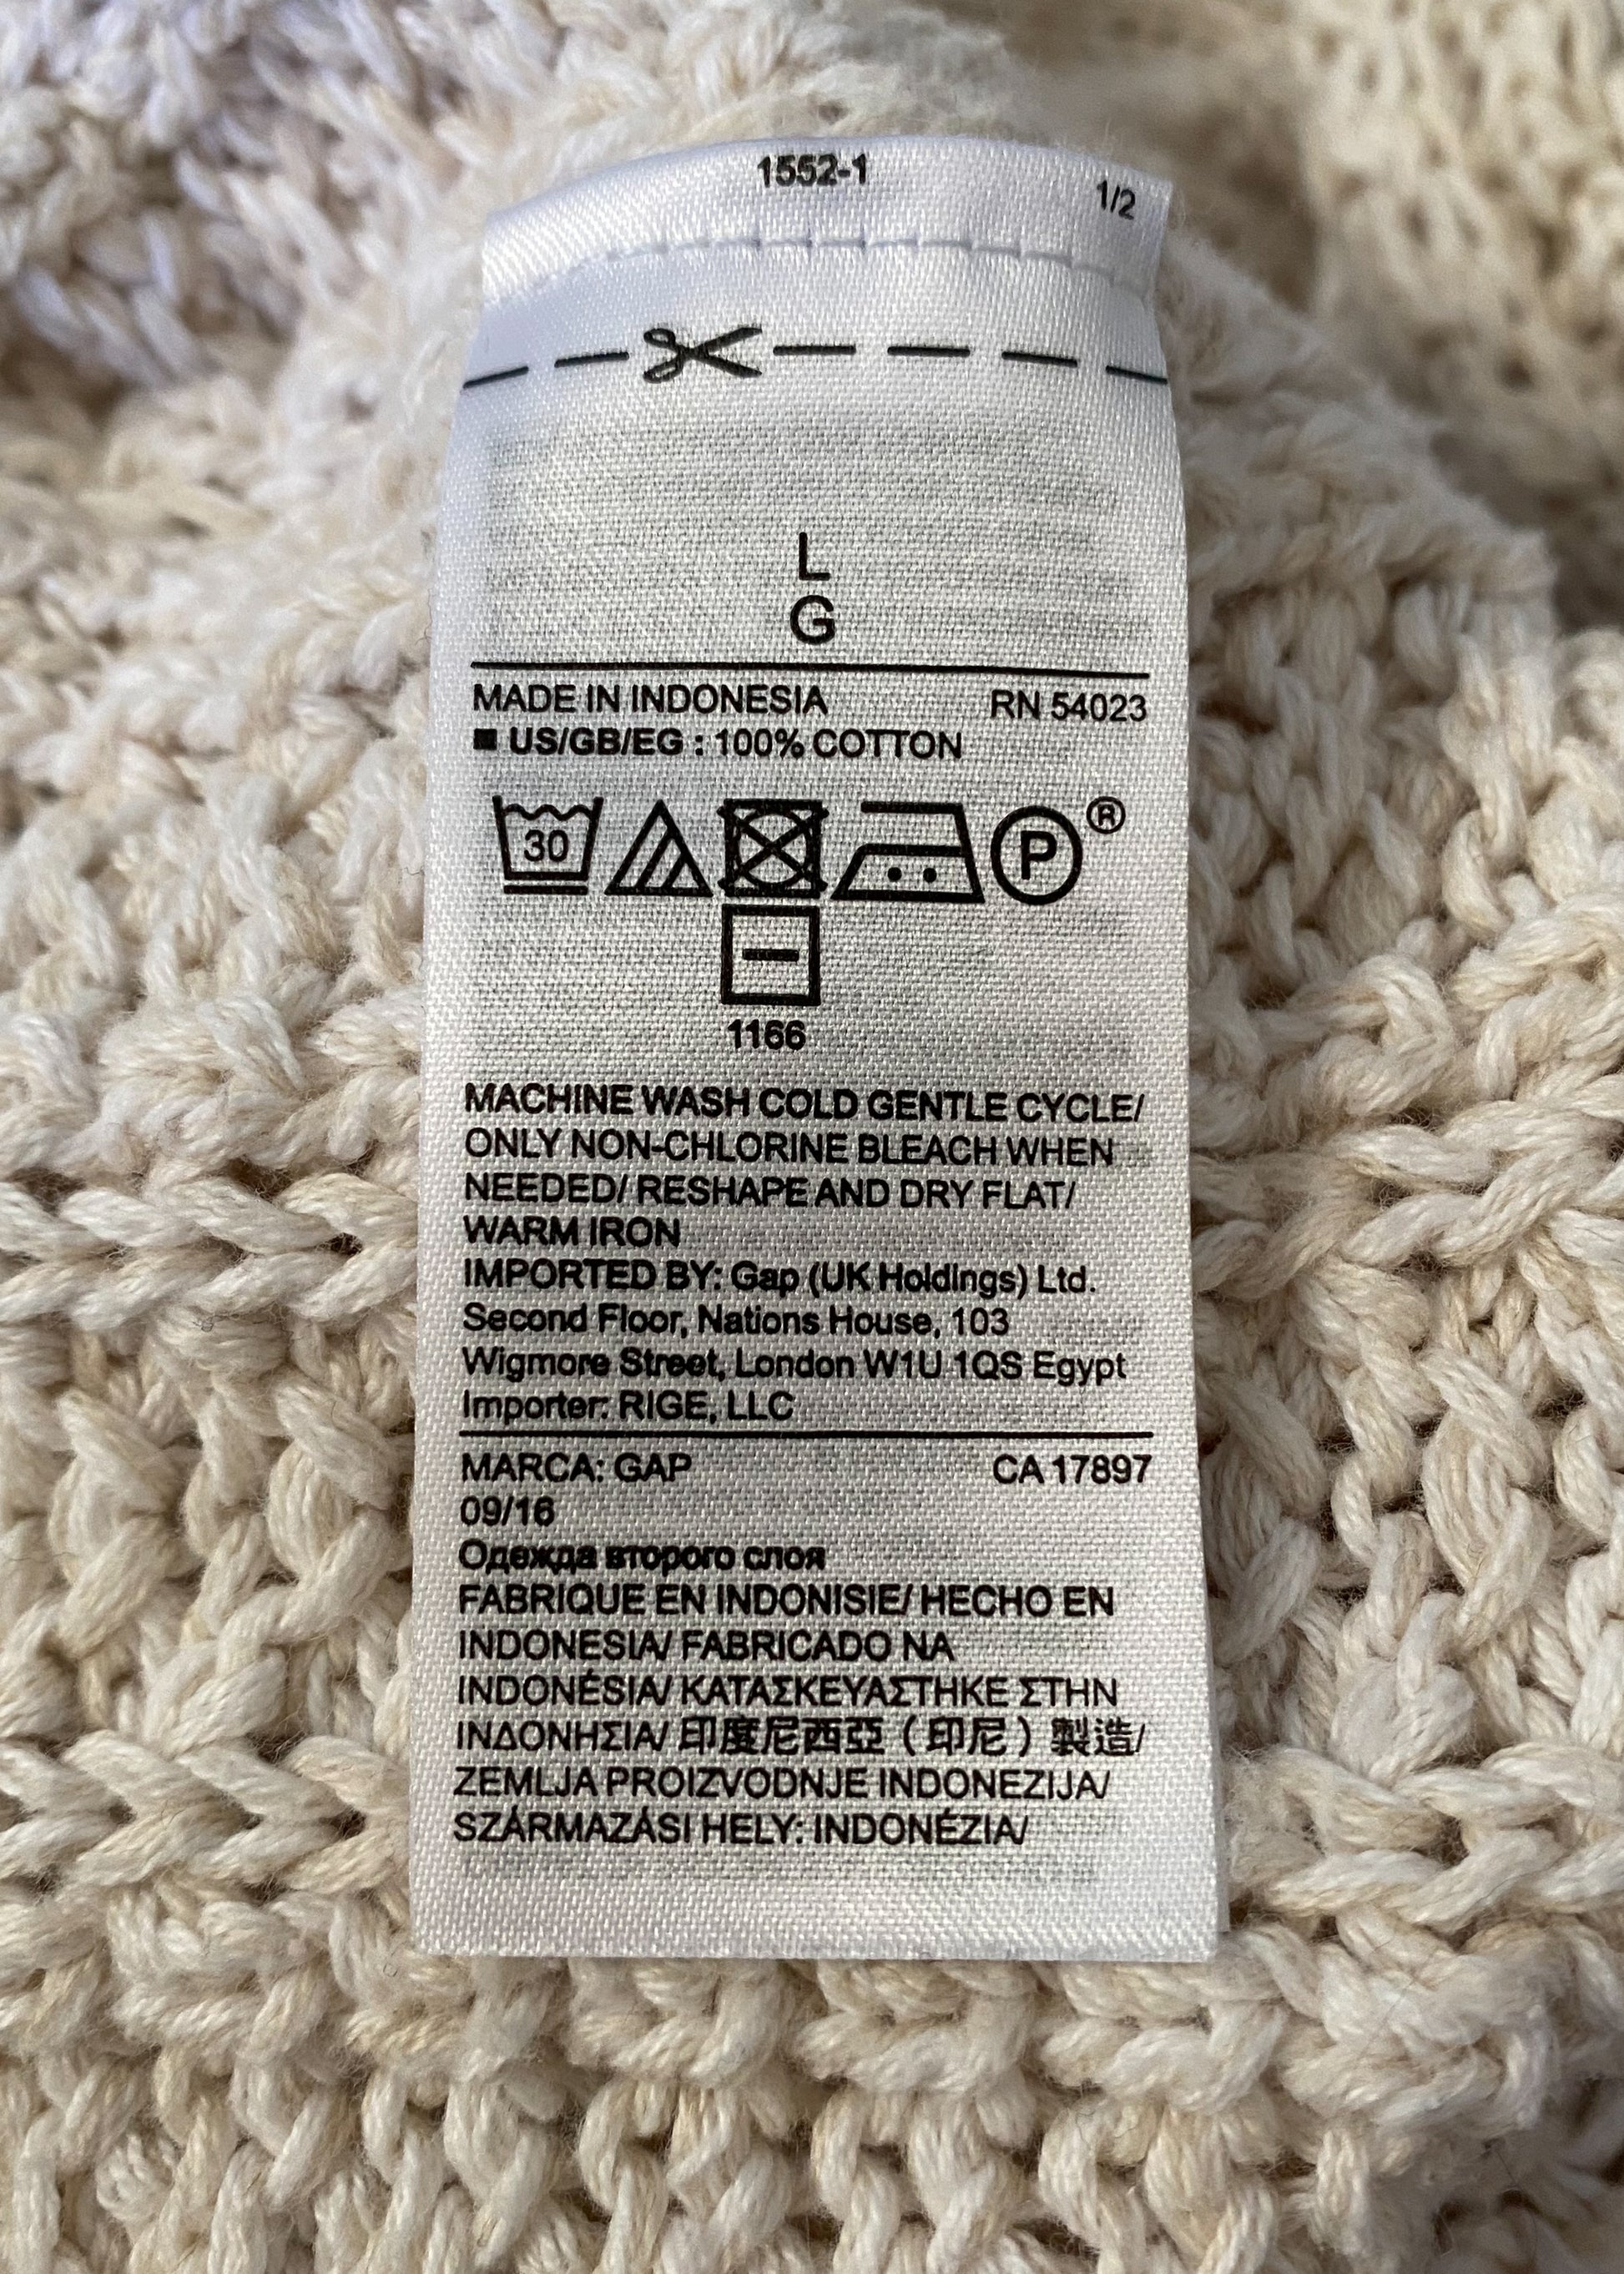 1552-1
1/2
L
G
MADE IN INDONESIA RN 54023
US/GB/EG : 100% COTTON
30 P ®
1166
MACHINE WASH COLD GENTLE CYCLE/
ONLY NON-CHLORINE BLEACH WHEN
NEEDED/ RESHAPE AND DRY FLAT/
WARM IRON
IMPORTED BY: Gap (UK Holdings) Ltd.
Second Floor, Nations House, 103
Wigmore Street, London W1U 1QS Egypt
Importer: RIGE, LLC
MARCA: GAP CA 17897
09/16
Одежда второго слоя
FABRIQUE EN INDONISIE/ HECHO EN
INDONESIA/ FABRICADO NA
INDONÉSIA/ ΚΑΤΑΣΚΕΥΑΣΤΗΚΕ ΣΤΗΝ
ΙΝΔΟΝΗΣΙΑ/ 印度尼西亞（印尼）製造/
ZEMLJA PROIZVODNJE INDONEZIJA/
SZÁRMAZÁSI HELY: INDONÉZIA/